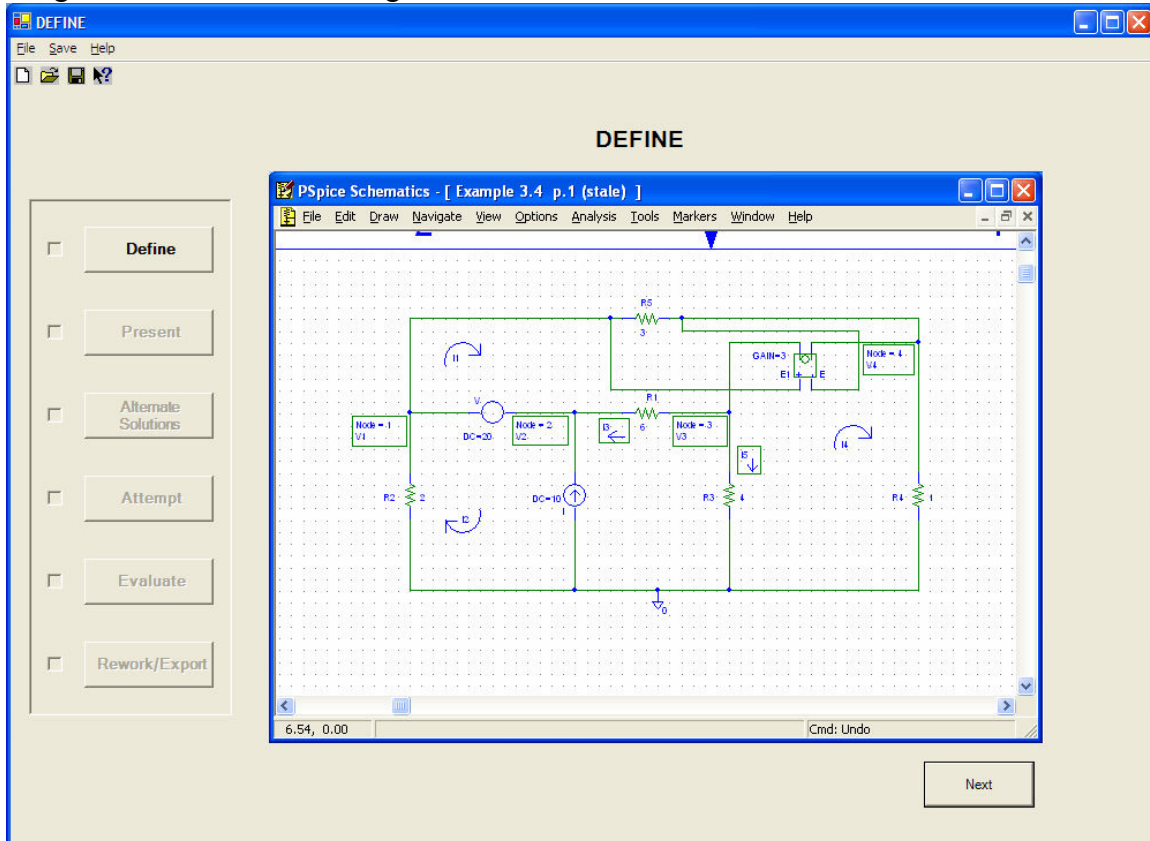 DEFINE
File Save Help
DEFINE
PSpice Schematics - [ Example 3.4 p.1 (stale) ]
File Edit Draw Navigate View Options Analysis Tools Markers Window Help
Define
Present
Alternate
Solutions
Attempt
Evaluate
Rework/Export
R5
3
I1
GAIN=3
E1 + - E
Node = 4
V4
V
DC=20
Node = 1
V1
Node = 2
V2
R1
6
I3
Node = 3
V3
I4
I5
R2 2
DC=10
I
R3 4
R4 1
I2
0
6.54, 0.00
Cmd: Undo
Next